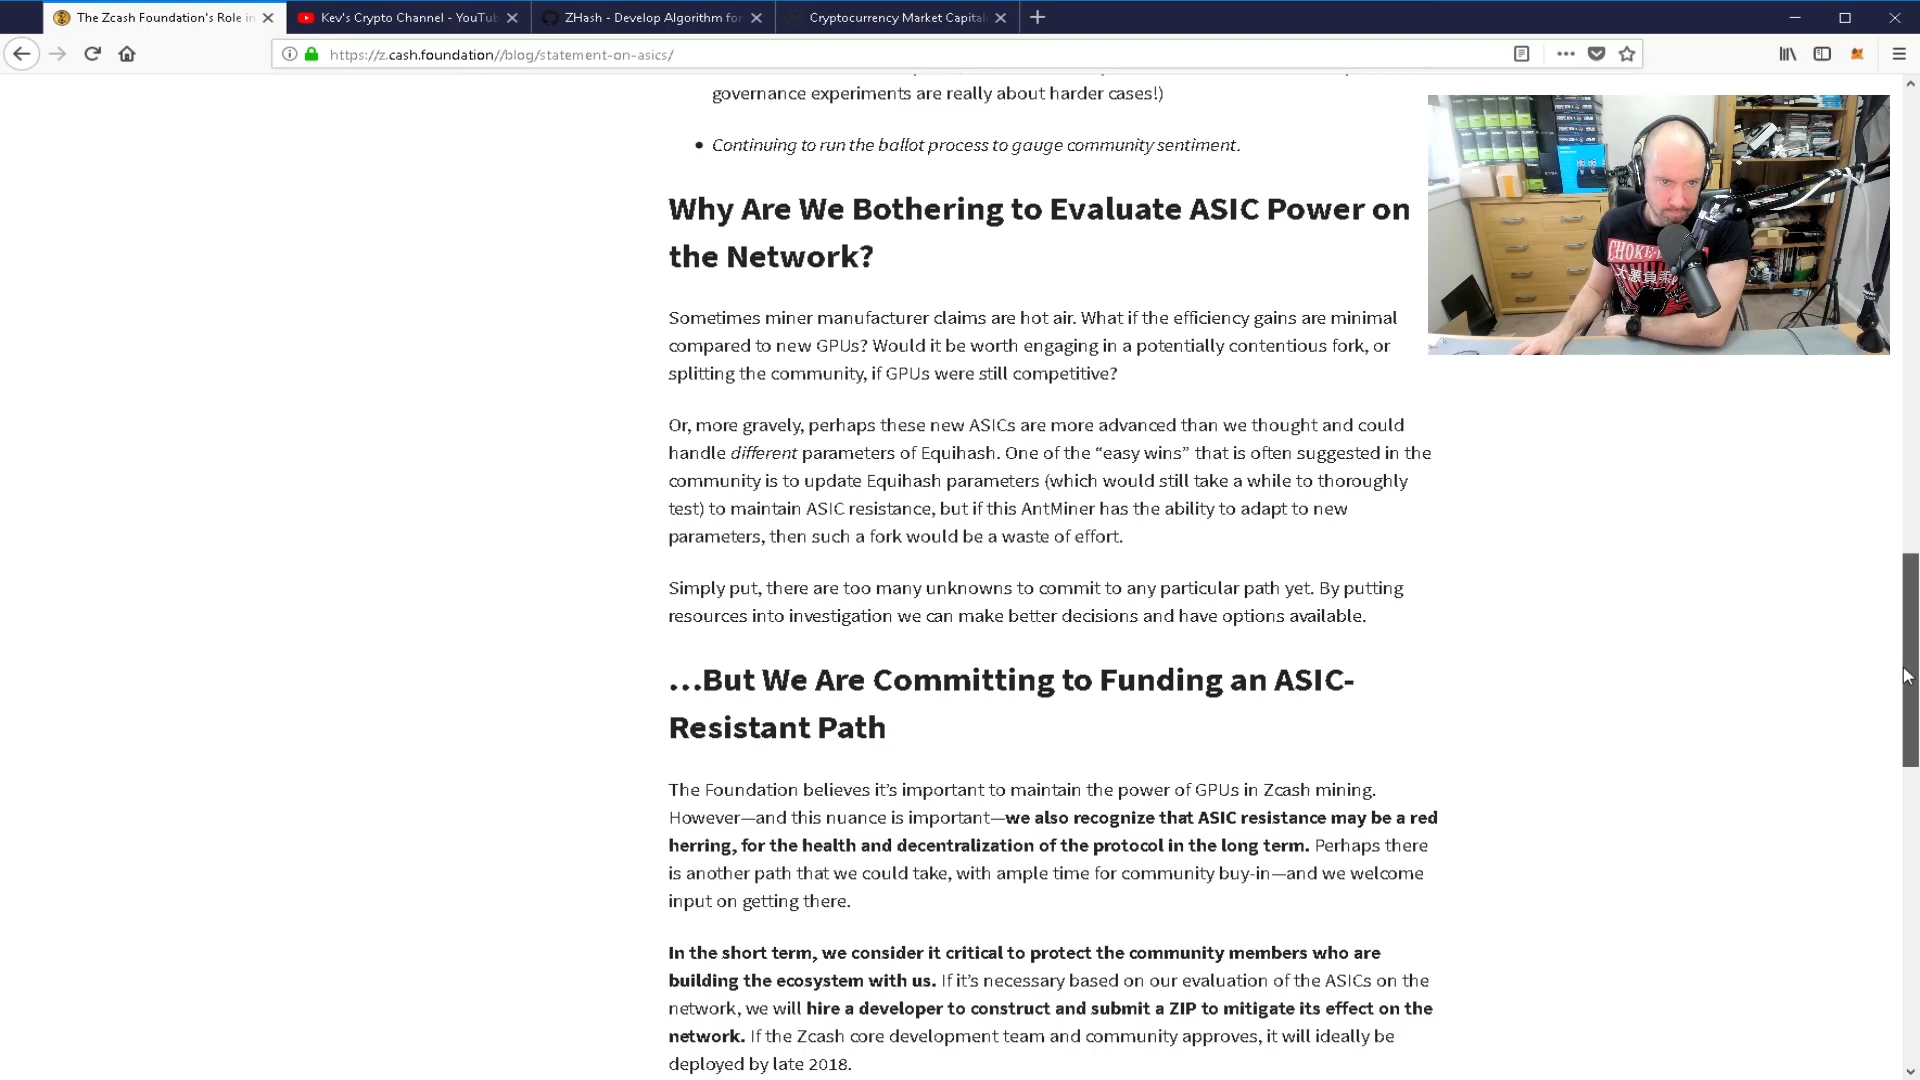 The Zcash Foundation's Role in
Kev's Crypto Channel - YouTub
ZHash - Develop Algorithm for
Cryptocurrency Market Capital
https://z.cash.foundation//blog/statement-on-asics/
governance experiments are really about harder cases!)
• Continuing to run the ballot process to gauge community sentiment.
Why Are We Bothering to Evaluate ASIC Power on
the Network?
Sometimes miner manufacturer claims are hot air. What if the efficiency gains are minimal
compared to new GPUs? Would it be worth engaging in a potentially contentious fork, or
splitting the community, if GPUs were still competitive?
Or, more gravely, perhaps these new ASICs are more advanced than we thought and could
handle different parameters of Equihash. One of the “easy wins” that is often suggested in the
community is to update Equihash parameters (which would still take a while to thoroughly
test) to maintain ASIC resistance, but if this AntMiner has the ability to adapt to new
parameters, then such a fork would be a waste of effort.
Simply put, there are too many unknowns to commit to any particular path yet. By putting
resources into investigation we can make better decisions and have options available.
…But We Are Committing to Funding an ASIC-
Resistant Path
The Foundation believes it’s important to maintain the power of GPUs in Zcash mining.
However—and this nuance is important—we also recognize that ASIC resistance may be a red
herring, for the health and decentralization of the protocol in the long term. Perhaps there
is another path that we could take, with ample time for community buy-in—and we welcome
input on getting there.
In the short term, we consider it critical to protect the community members who are
building the ecosystem with us. If it’s necessary based on our evaluation of the ASICs on the
network, we will hire a developer to construct and submit a ZIP to mitigate its effect on the
network. If the Zcash core development team and community approves, it will ideally be
deployed by late 2018.